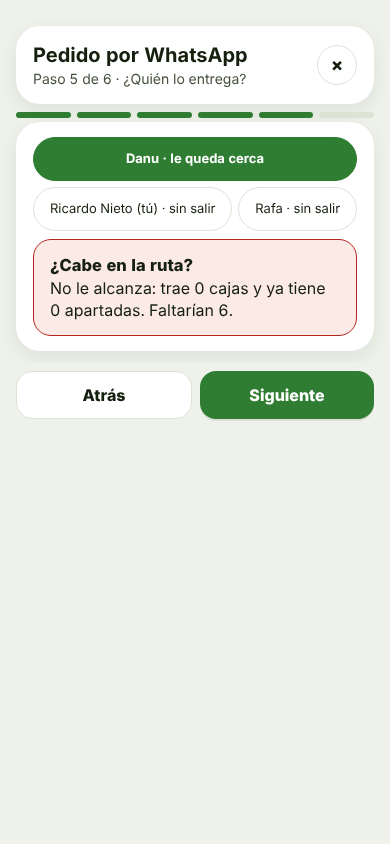 Pedido por WhatsApp
Paso 5 de 6 · ¿Quién lo entrega?
×
Danu · le queda cerca
Ricardo Nieto (tú) · sin salir
Rafa · sin salir
¿Cabe en la ruta?
No le alcanza: trae 0 cajas y ya tiene
0 apartadas. Faltarían 6.
Atrás
Siguiente